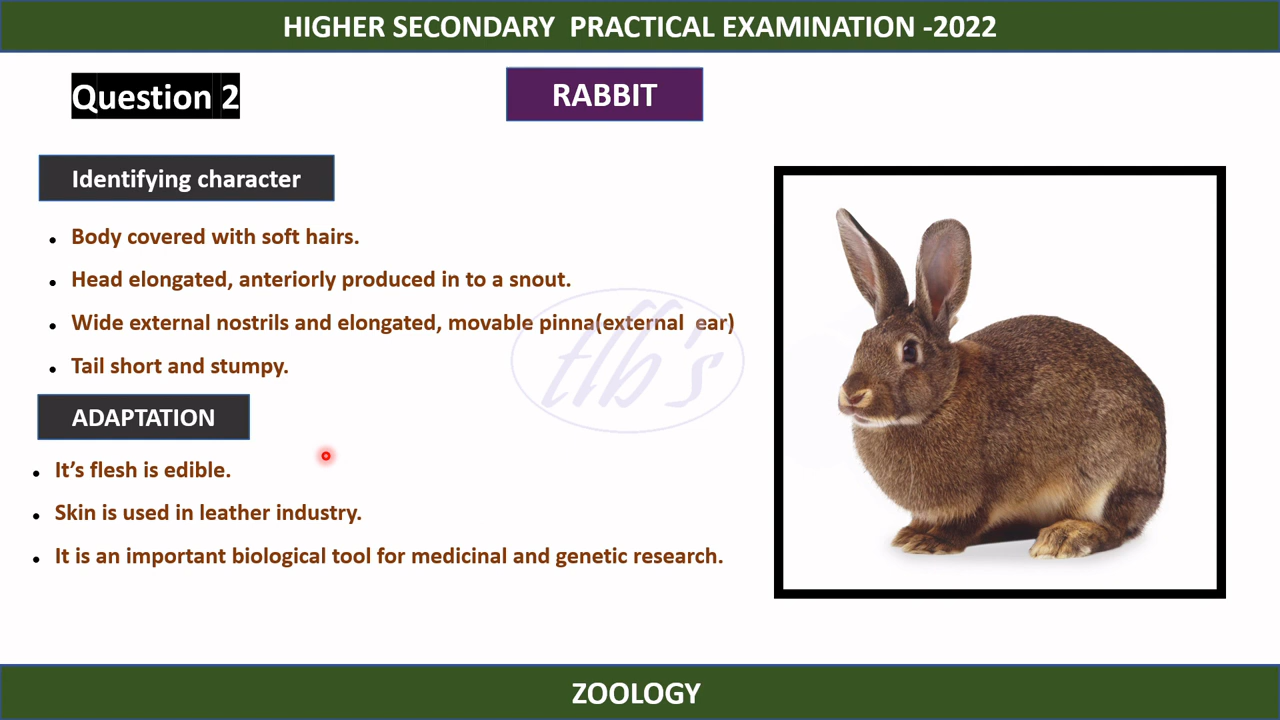 HIGHER SECONDARY PRACTICAL EXAMINATION -2022
Question 2
RABBIT
Identifying character
• Body covered with soft hairs.
• Head elongated, anteriorly produced in to a snout.
• Wide external nostrils and elongated, movable pinna(external ear)
• Tail short and stumpy.
tlb's
ADAPTATION
• It’s flesh is edible.
• Skin is used in leather industry.
• It is an important biological tool for medicinal and genetic research.
ZOOLOGY